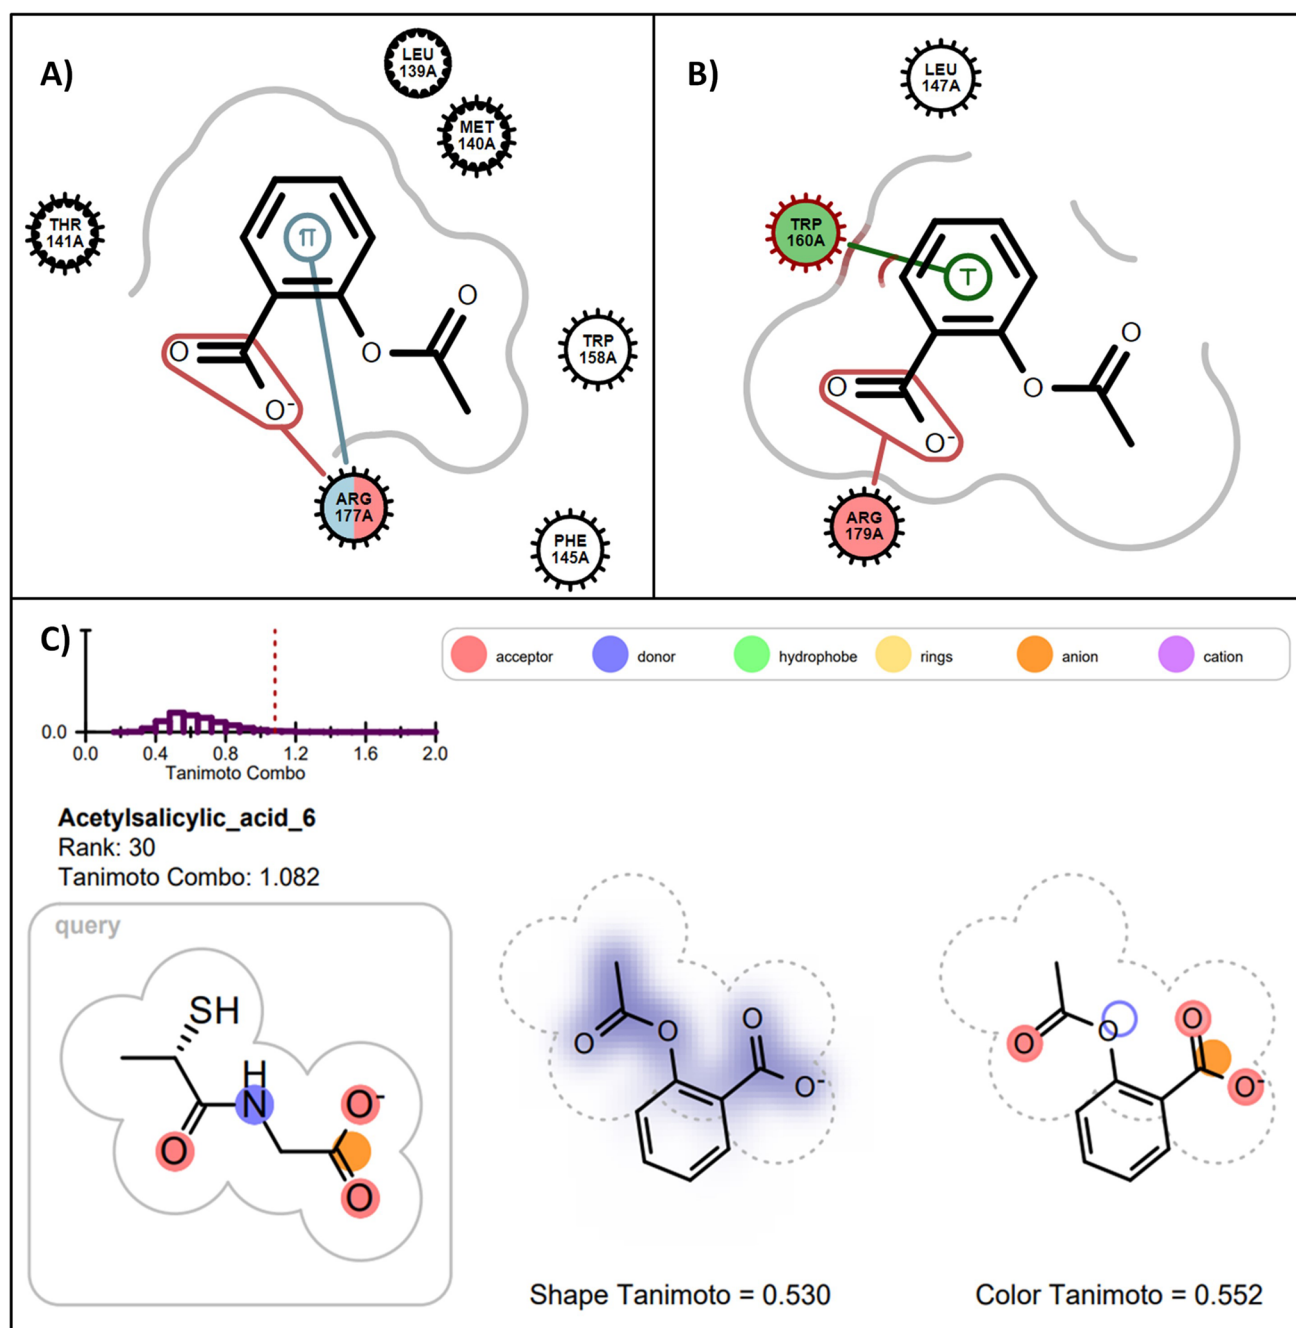 A)
LEU
139A
MET
140A
THR
141A
π
O
O
O
O⁻
TRP
158A
ARG
177A
PHE
145A
B)
LEU
147A
TRP
160A
T
O
O
O
O⁻
ARG
179A
C)
acceptor donor hydrophobe rings anion cation
0.0
0.0 0.4 0.8 1.2 1.6 2.0
Tanimoto Combo
Acetylsalicylic_acid_6
Rank: 30
Tanimoto Combo: 1.082
query
SH
H
N
O⁻
O
O
O
O
O
O⁻
O
O
O
O⁻
Shape Tanimoto = 0.530
Color Tanimoto = 0.552